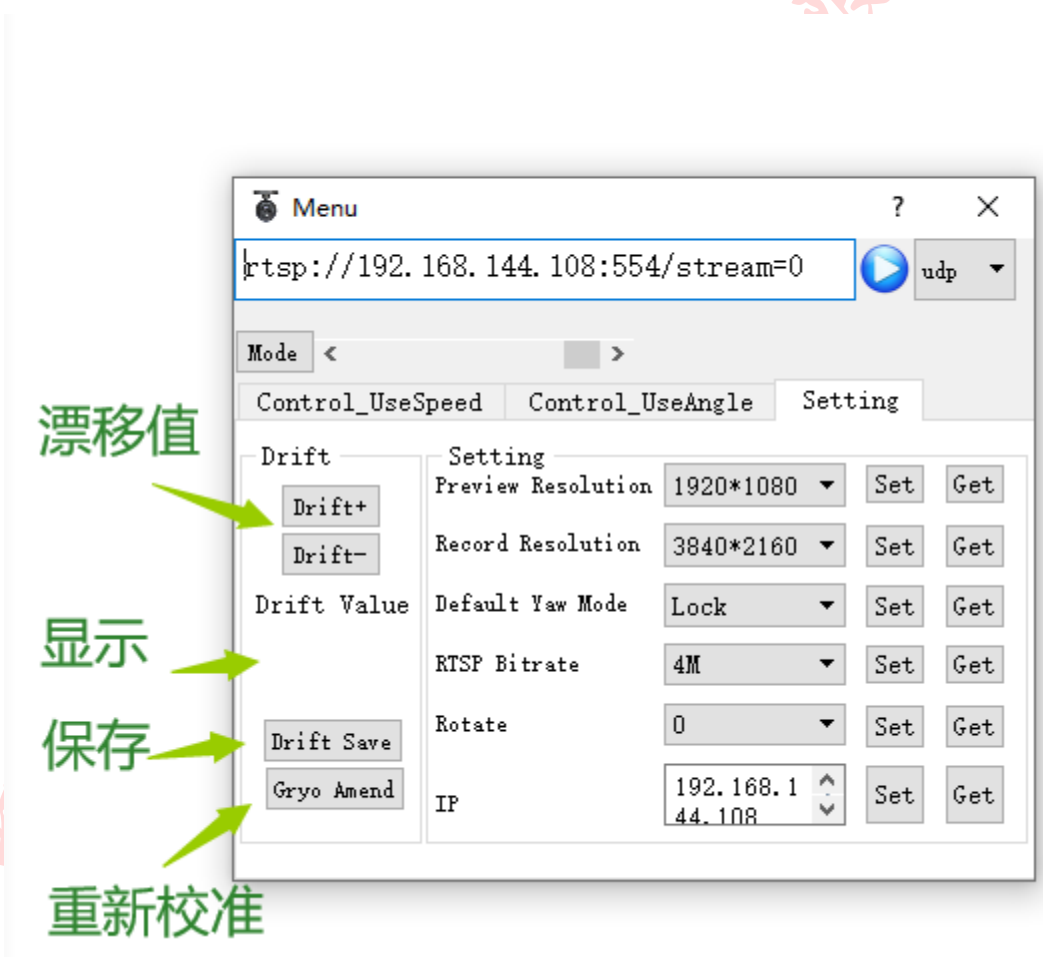 Menu
?
rtsp://192.168.144.108:554/stream=0
udp
Mode
Control_UseSpeed
Control_UseAngle
Setting
漂移值
Drift
Drift+
Drift-
Drift Value
显示
保存
Drift Save
Gryo Amend
重新校准
Setting
Preview Resolution 1920*1080 Set Get
Record Resolution 3840*2160 Set Get
Default Yaw Mode Lock Set Get
RTSP Bitrate 4M Set Get
Rotate 0 Set Get
IP 192.168.1 Set Get
44.108